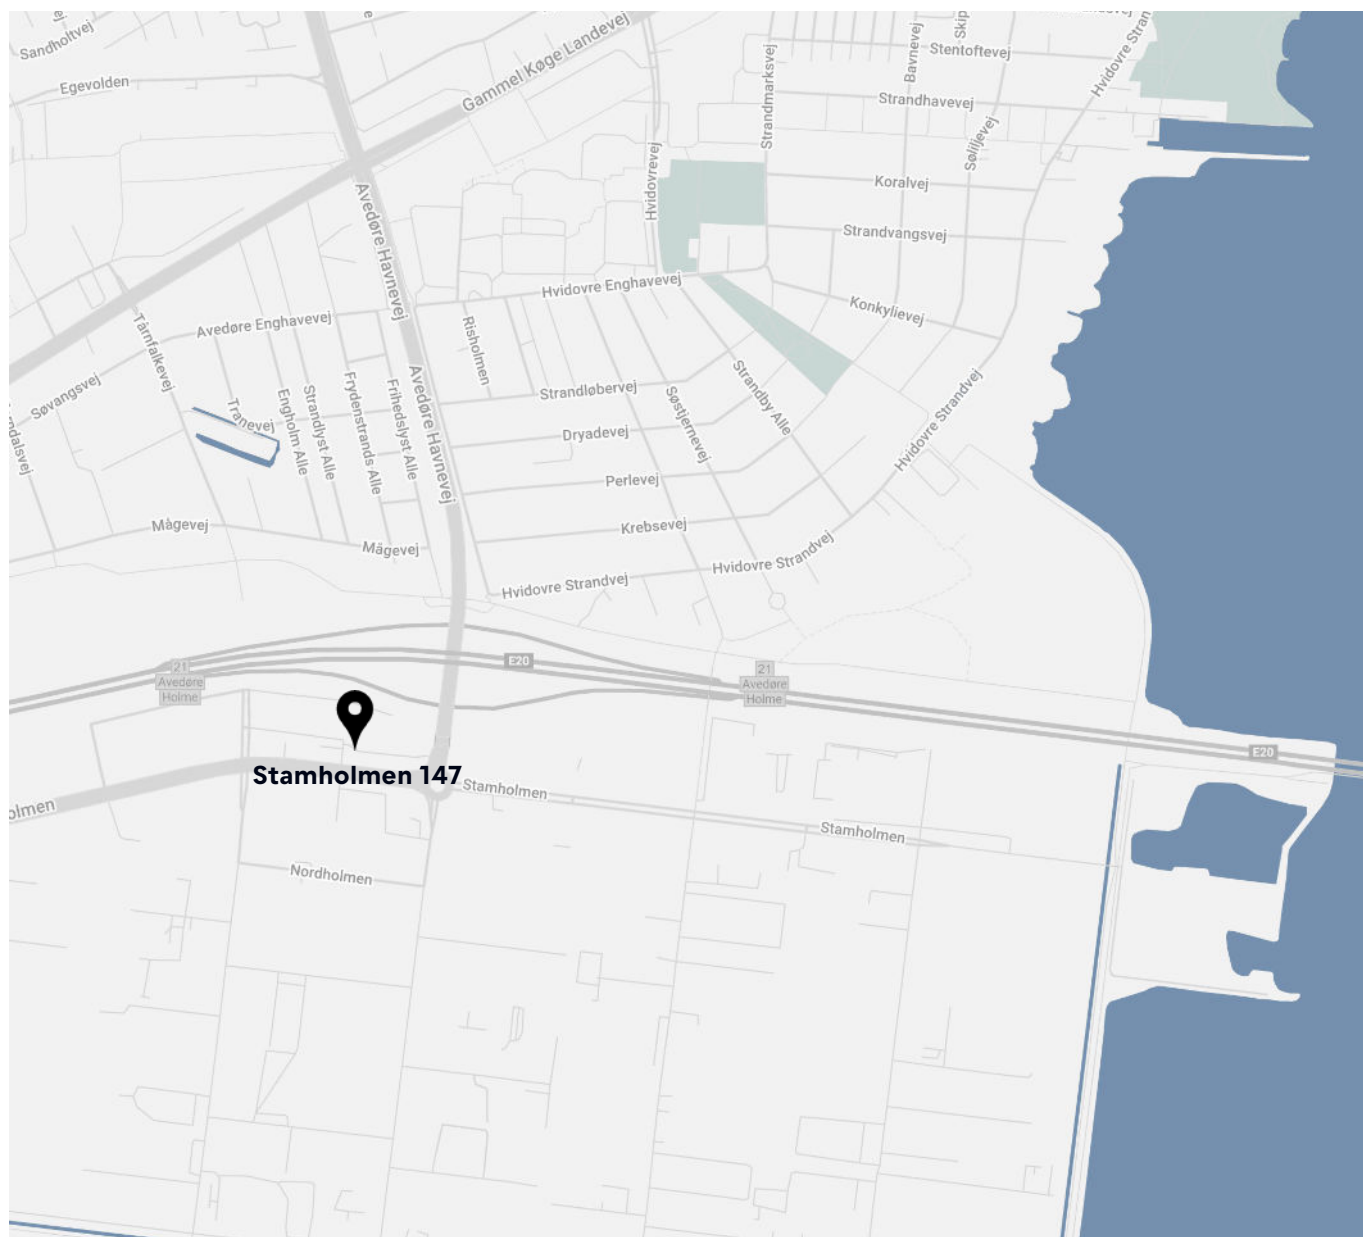 Sandholtvej
Egevolden
Gammel Køge Landevej
Stentoftevej
Bavnevej
Strandmarksvej
Strandhavevej
Søliljevej
Hvidovrevej
Koralvej
Strandvangsvej
Avedøre Havnevej
Hvidovre Enghavevej
Konkylievej
Avedøre Enghavevej
Tårnfalkevej
Risholmen
Søvangsvej
Tranevej
Engholm Alle
Strandlyst Alle
Frydenstrands Alle
Frihedslyst Alle
Avedøre Havnevej
Strandløbervej
Søstjernevej
Strandby Alle
Hvidovre Strandvej
Dryadevej
Perlevej
Krebsevej
Mågevej
Mågevej
Hvidovre Strandvej
Hvidovre Strandvej
E20
21
Avedøre
Holme
21
Avedøre
Holme
E20
Stamholmen 147
Stamholmen
Stamholmen
Nordholmen